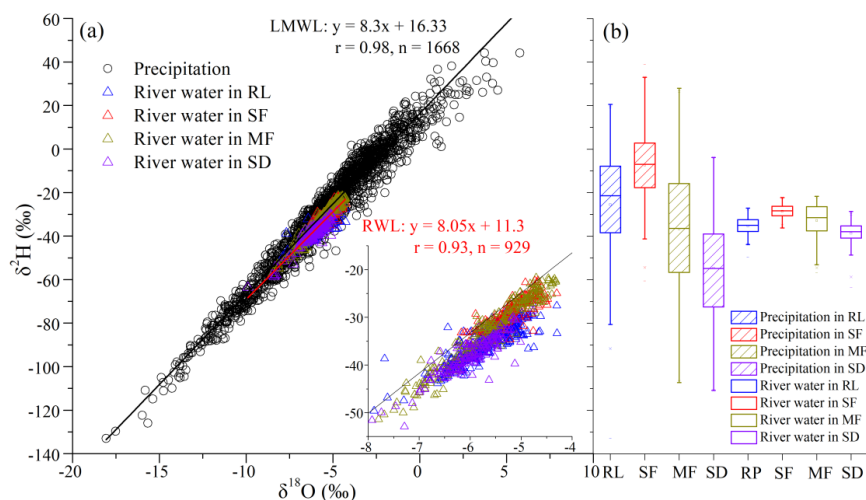 (a)
LMWL: y = 8.3x + 16.33
r = 0.98, n = 1668
Precipitation
River water in RL
River water in SF
River water in MF
River water in SD
RWL: y = 8.05x + 11.3
r = 0.93, n = 929
60
40
20
0
-20
-40
-60
-80
-100
-120
-140
δ²H (‰)
-20
-15
-10
-5
0
5
10
δ¹⁸O (‰)
-20
-30
-40
-50
-8
-7
-6
-5
-4
(b)
Precipitation in RL
Precipitation in SF
Precipitation in MF
Precipitation in SD
River water in RL
River water in SF
River water in MF
River water in SD
RL SF MF SD RP SF MF SD